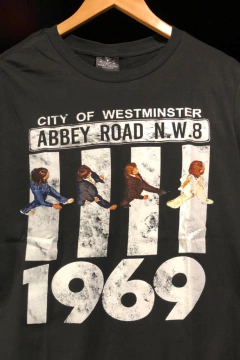 CITY OF WESTMINSTER
ABBEY ROAD N.W.8
1969